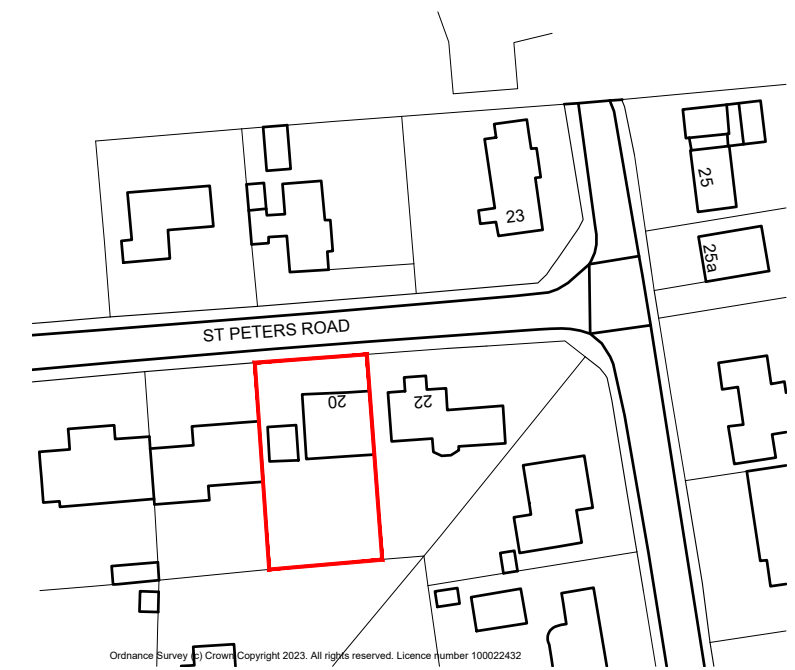 23
25
25a
ST PETERS ROAD
20
22
Ordnance Survey (c) Crown Copyright 2023. All rights reserved. Licence number 100022432